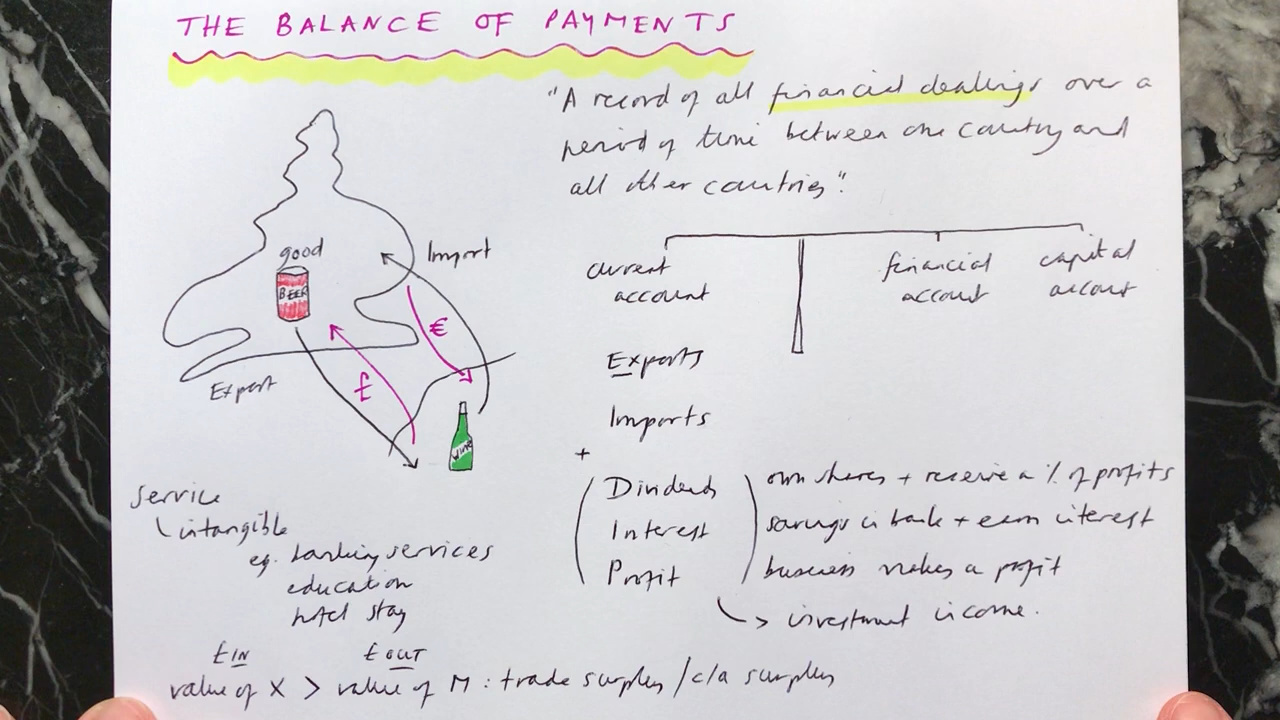 THE BALANCE OF PAYMENTS
"A record of all financial dealings over a
period of time between one country and
all other countries".
good
BEER
Import
€
£
Export
WINE
current
account
financial
account
capital
account
Exports
Imports
+
Dividends
Interest
Profit
own shares + receive a % of profits
savings in bank + earn interest
business makes a profit
investment income.
service
intangible
eg. banking services
education
hotel stay
£ IN
£ OUT
value of X > value of M : trade surplus / c/a surplus